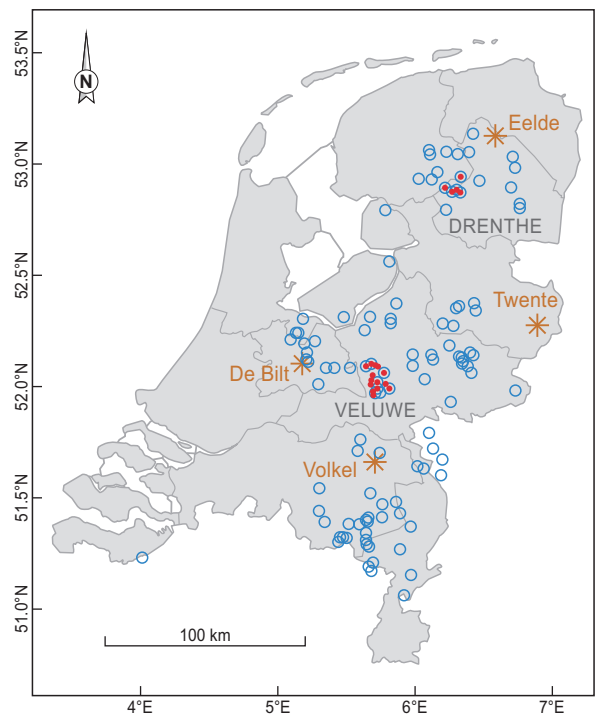 53.5°N
53.0°N
52.5°N
52.0°N
51.5°N
51.0°N
N
Eelde
DRENTHE
Twente
De Bilt
VELUWE
Volkel
100 km
4°E
5°E
6°E
7°E